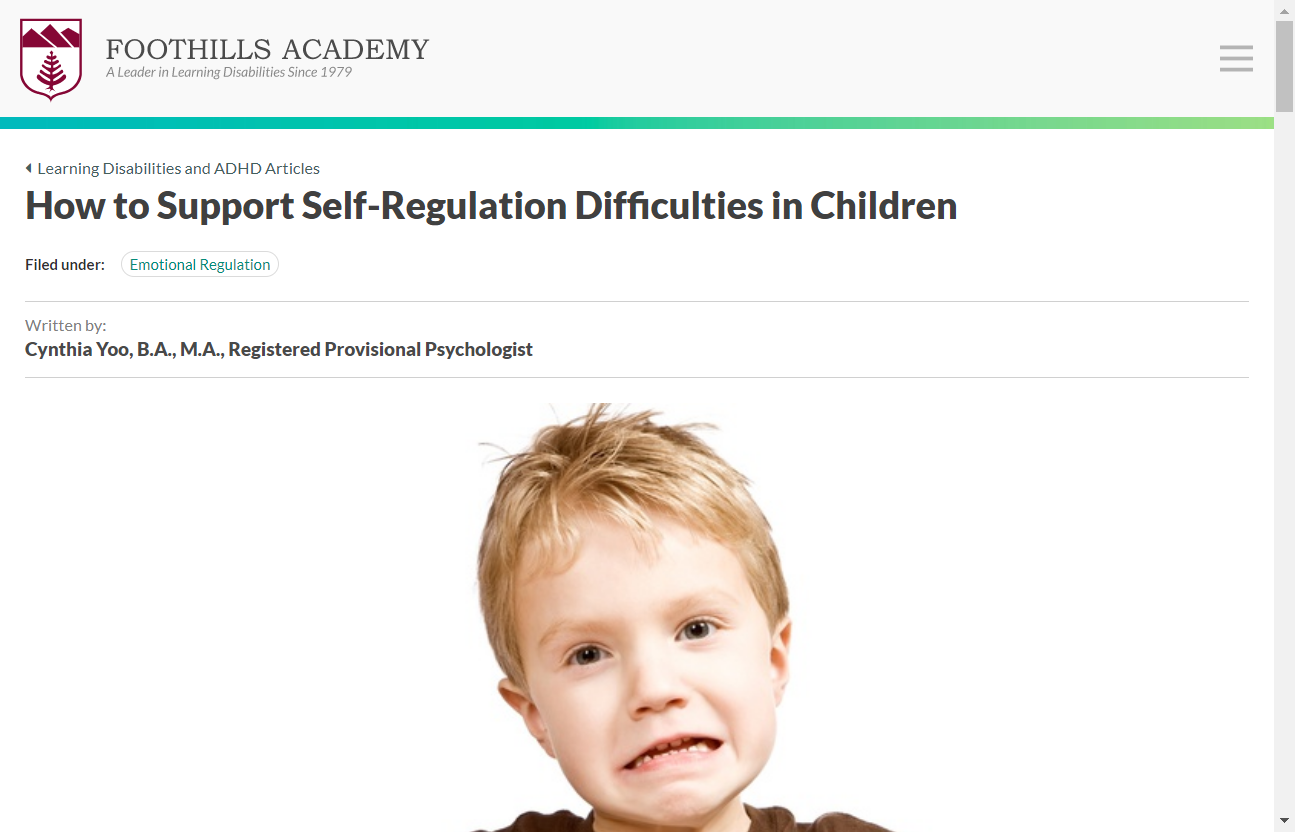 FOOTHILLS ACADEMY
A Leader in Learning Disabilities Since 1979
Learning Disabilities and ADHD Articles
How to Support Self-Regulation Difficulties in Children
Filed under: Emotional Regulation
Written by:
Cynthia Yoo, B.A., M.A., Registered Provisional Psychologist